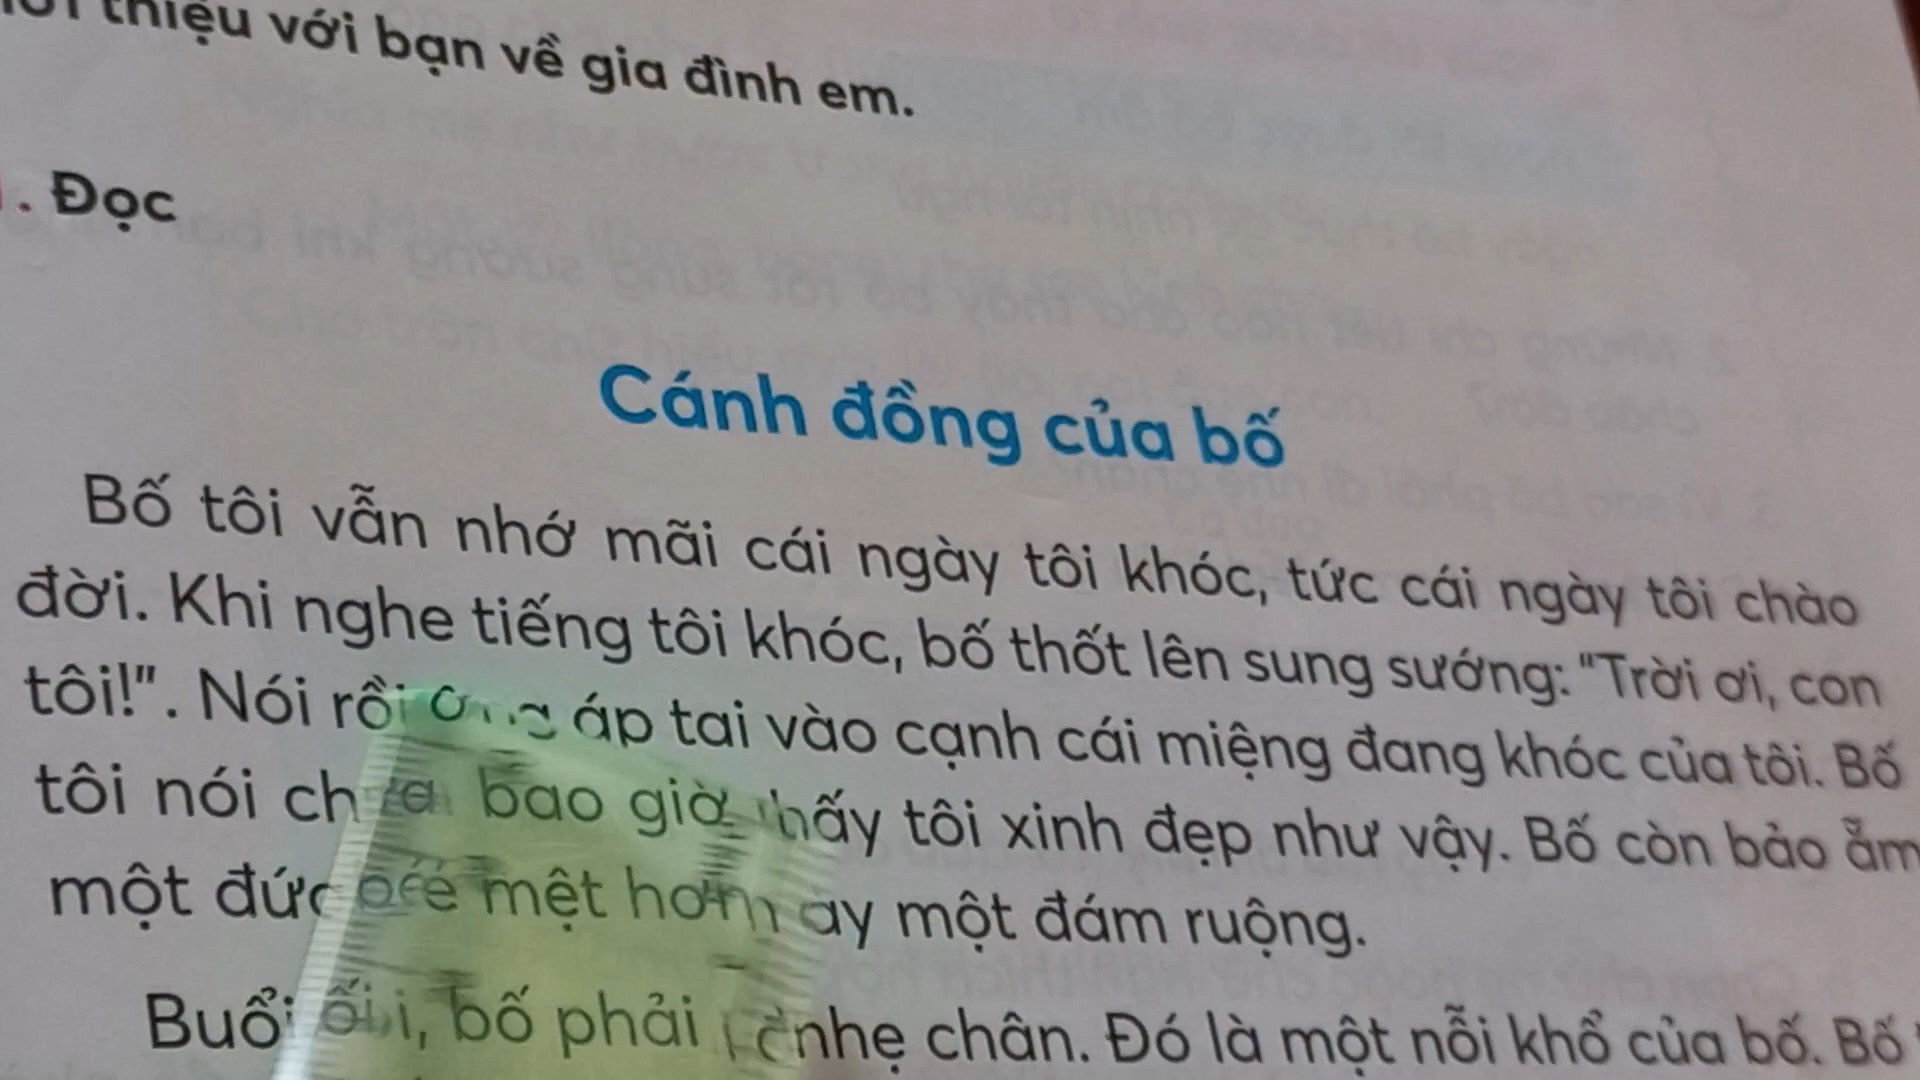 thiệu với bạn về gia đình em.
. Đọc
Cánh đồng của bố
Bố tôi vẫn nhớ mãi cái ngày tôi khóc, tức cái ngày tôi chào
đời. Khi nghe tiếng tôi khóc, bố thốt lên sung sướng: "Trời ơi, con
tôi!". Nói rồi ông áp tai vào cạnh cái miệng đang khóc của tôi. Bố
tôi nói chưa bao giờ thấy tôi xinh đẹp như vậy. Bố còn bảo ẵm
một đứa mệt hơn một đám ruộng.
Buổi bố phải nhẹ chân. Đó là một nỗi khổ của bố. Bố